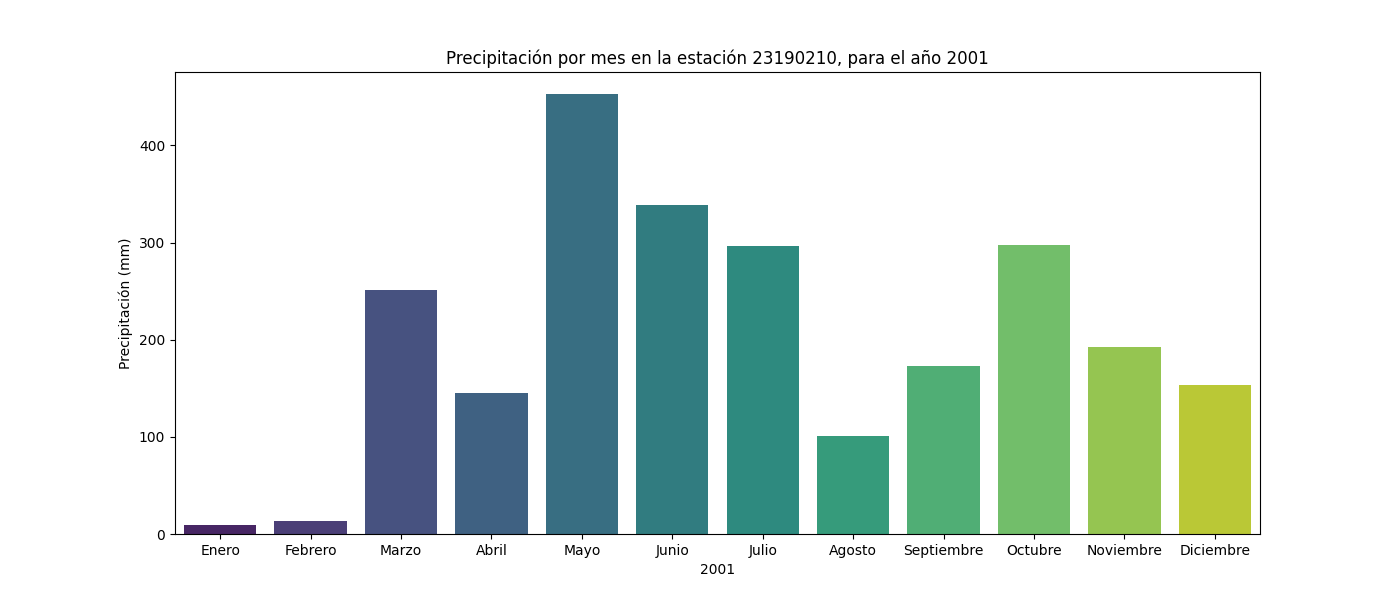 Precipitación por mes en la estación 23190210, para el año 2001
Precipitación (mm)
400
300
200
100
0
Enero Febrero Marzo Abril Mayo Junio Julio Agosto Septiembre Octubre Noviembre Diciembre
2001